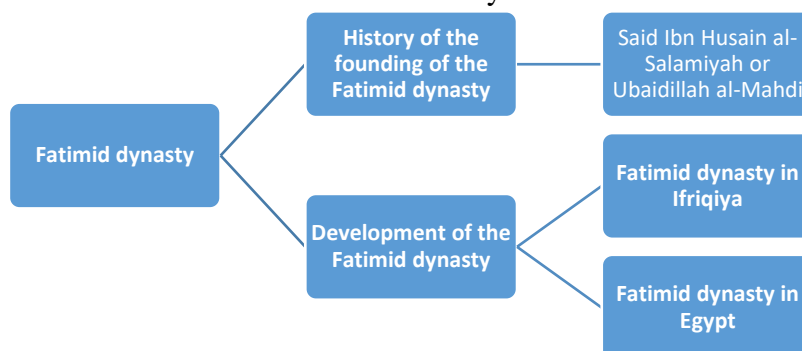 History of the
founding of the
Fatimid dynasty
Said Ibn Husain al-
Salamiyah or
Ubaidillah al-Mahdi
Fatimid dynasty
Fatimid dynasty in
Ifriqiya
Development of the
Fatimid dynasty
Fatimid dynasty in
Egypt